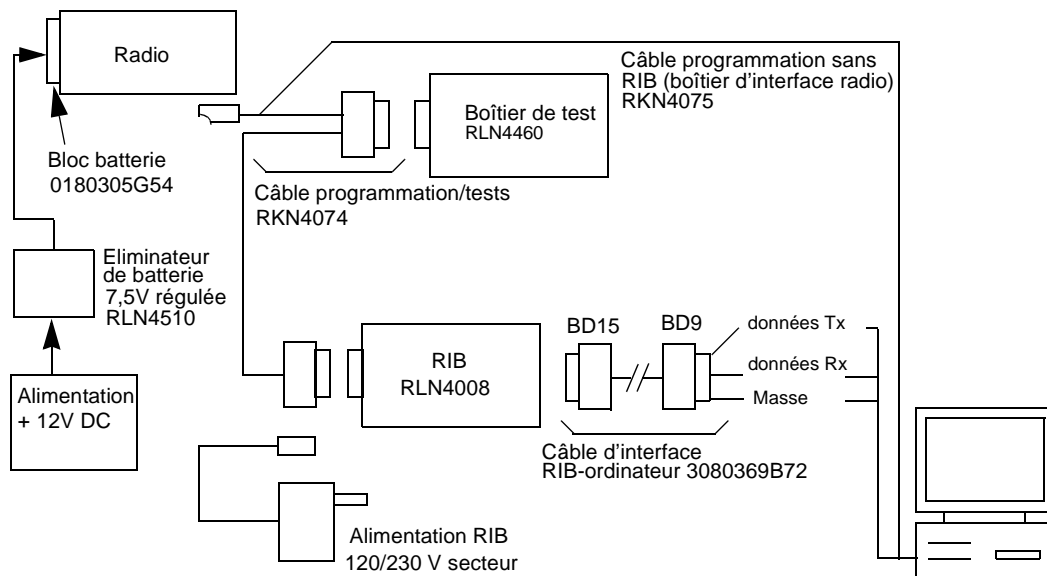 Radio
Câble programmation sans
RIB (boîtier d'interface radio)
RKN4075
Boîtier de test
RLN4460
Bloc batterie
0180305G54
Câble programmation/tests
RKN4074
Eliminateur
de batterie
7,5V régulée
RLN4510
BD15
BD9
données Tx
RIB
RLN4008
données Rx
Masse
Alimentation
+ 12V DC
Câble d'interface
RIB-ordinateur 3080369B72
Alimentation RIB
120/230 V secteur